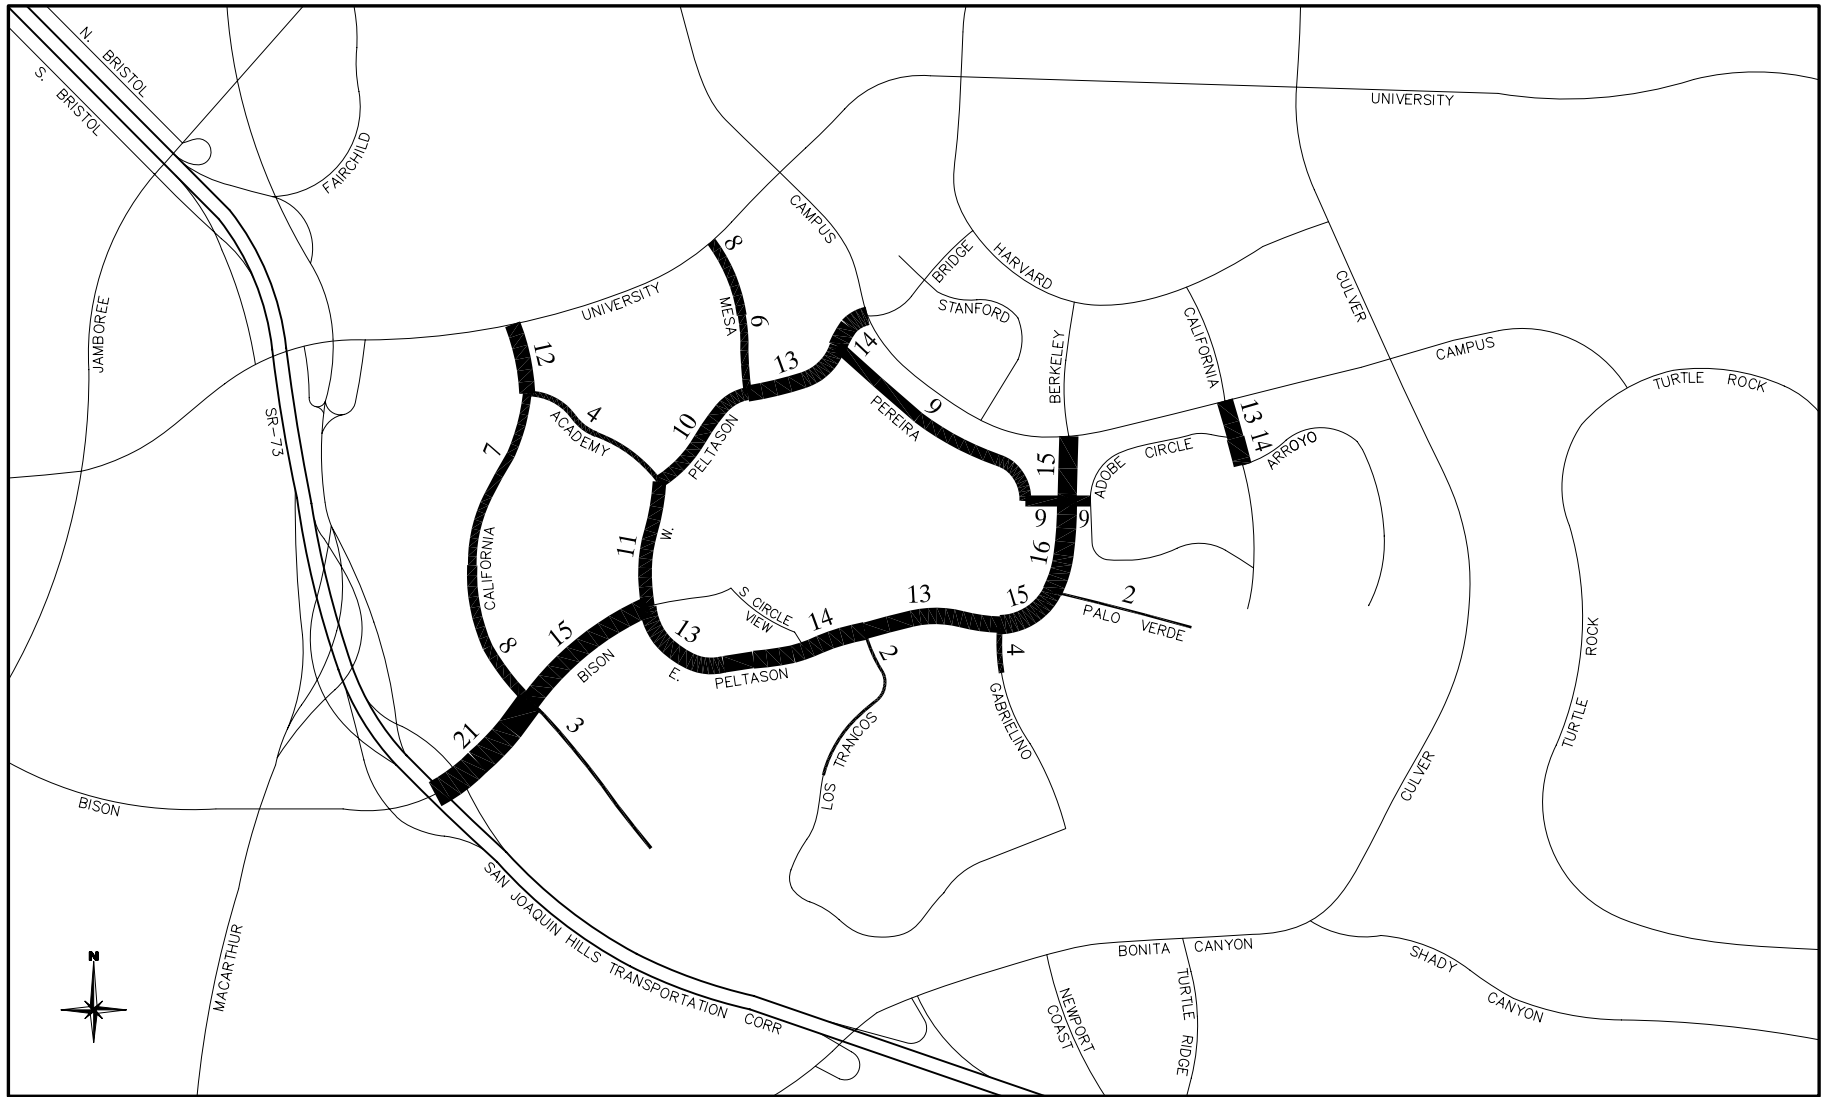 N. BRISTOL
S. BRISTOL
UNIVERSITY
FAIRCHILD
CAMPUS
8
BRIDGE
HARVARD
CULVER
JAMBOREE
UNIVERSITY
MESA
6
STANFORD
CALIFORNIA
BERKELEY
12
13
14
CAMPUS
TURTLE ROCK
SR-73
7
4
ACADEMY
10
PELTASON
PEREIRA
9
13
14
ARROYO
15
ADOBE CIRCLE
9
9
CALIFORNIA
11
W.
16
8
15
BISON
S. CIRCLE
VIEW
13
E.
PELTASON
14
13
15
2
PALO VERDE
2
4
TURTLE ROCK
GABRIELINO
21
3
LOS TRANCOS
CULVER
BISON
SAN JOAQUIN HILLS TRANSPORTATION CORR
MACARTHUR
BONITA CANYON
SHADY CANYON
NEWPORT
COAST
TURTLE RIDGE
N